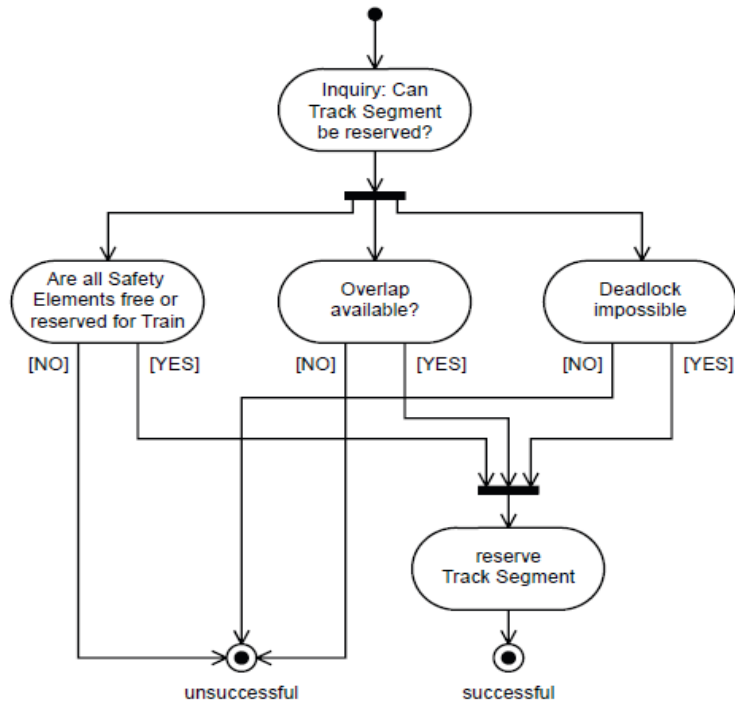 Inquiry: Can
Track Segment
be reserved?
Are all Safety
Elements free or
reserved for Train
Overlap
available?
Deadlock
impossible
[NO]
[YES]
[NO]
[YES]
[NO]
[YES]
reserve
Track Segment
unsuccessful
successful